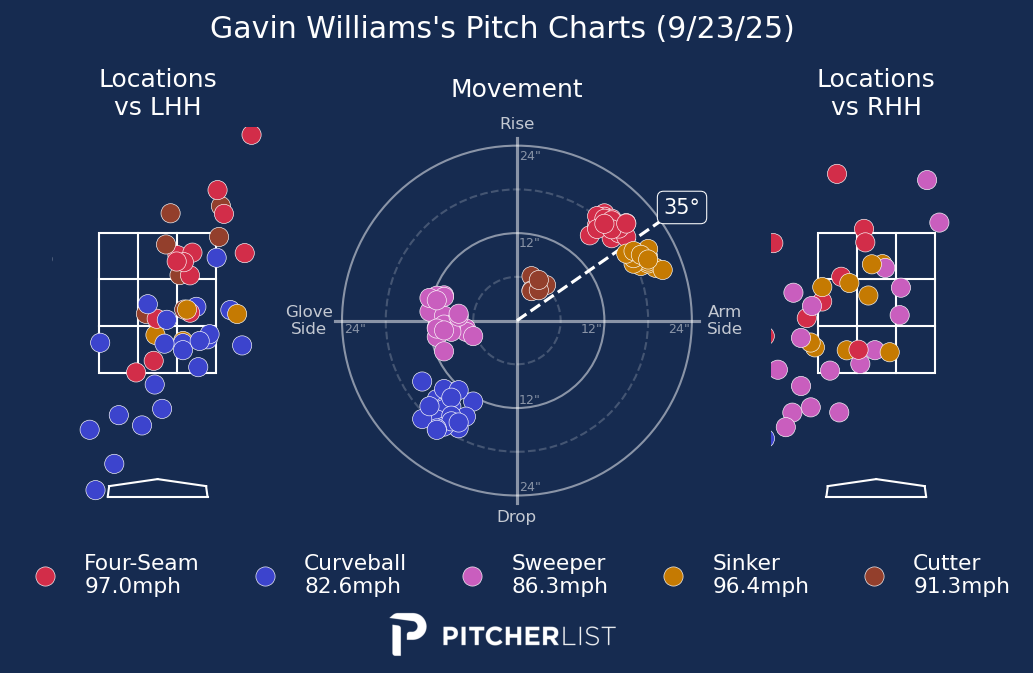 Gavin Williams's Pitch Charts (9/23/25)
Locations
vs LHH
Movement
Locations
vs RHH
Rise
24"
35°
12"
Glove
Side
24"
12"
24"
Arm
Side
12"
24"
Drop
Four-Seam
97.0mph
Curveball
82.6mph
Sweeper
86.3mph
Sinker
96.4mph
Cutter
91.3mph
PITCHERLIST